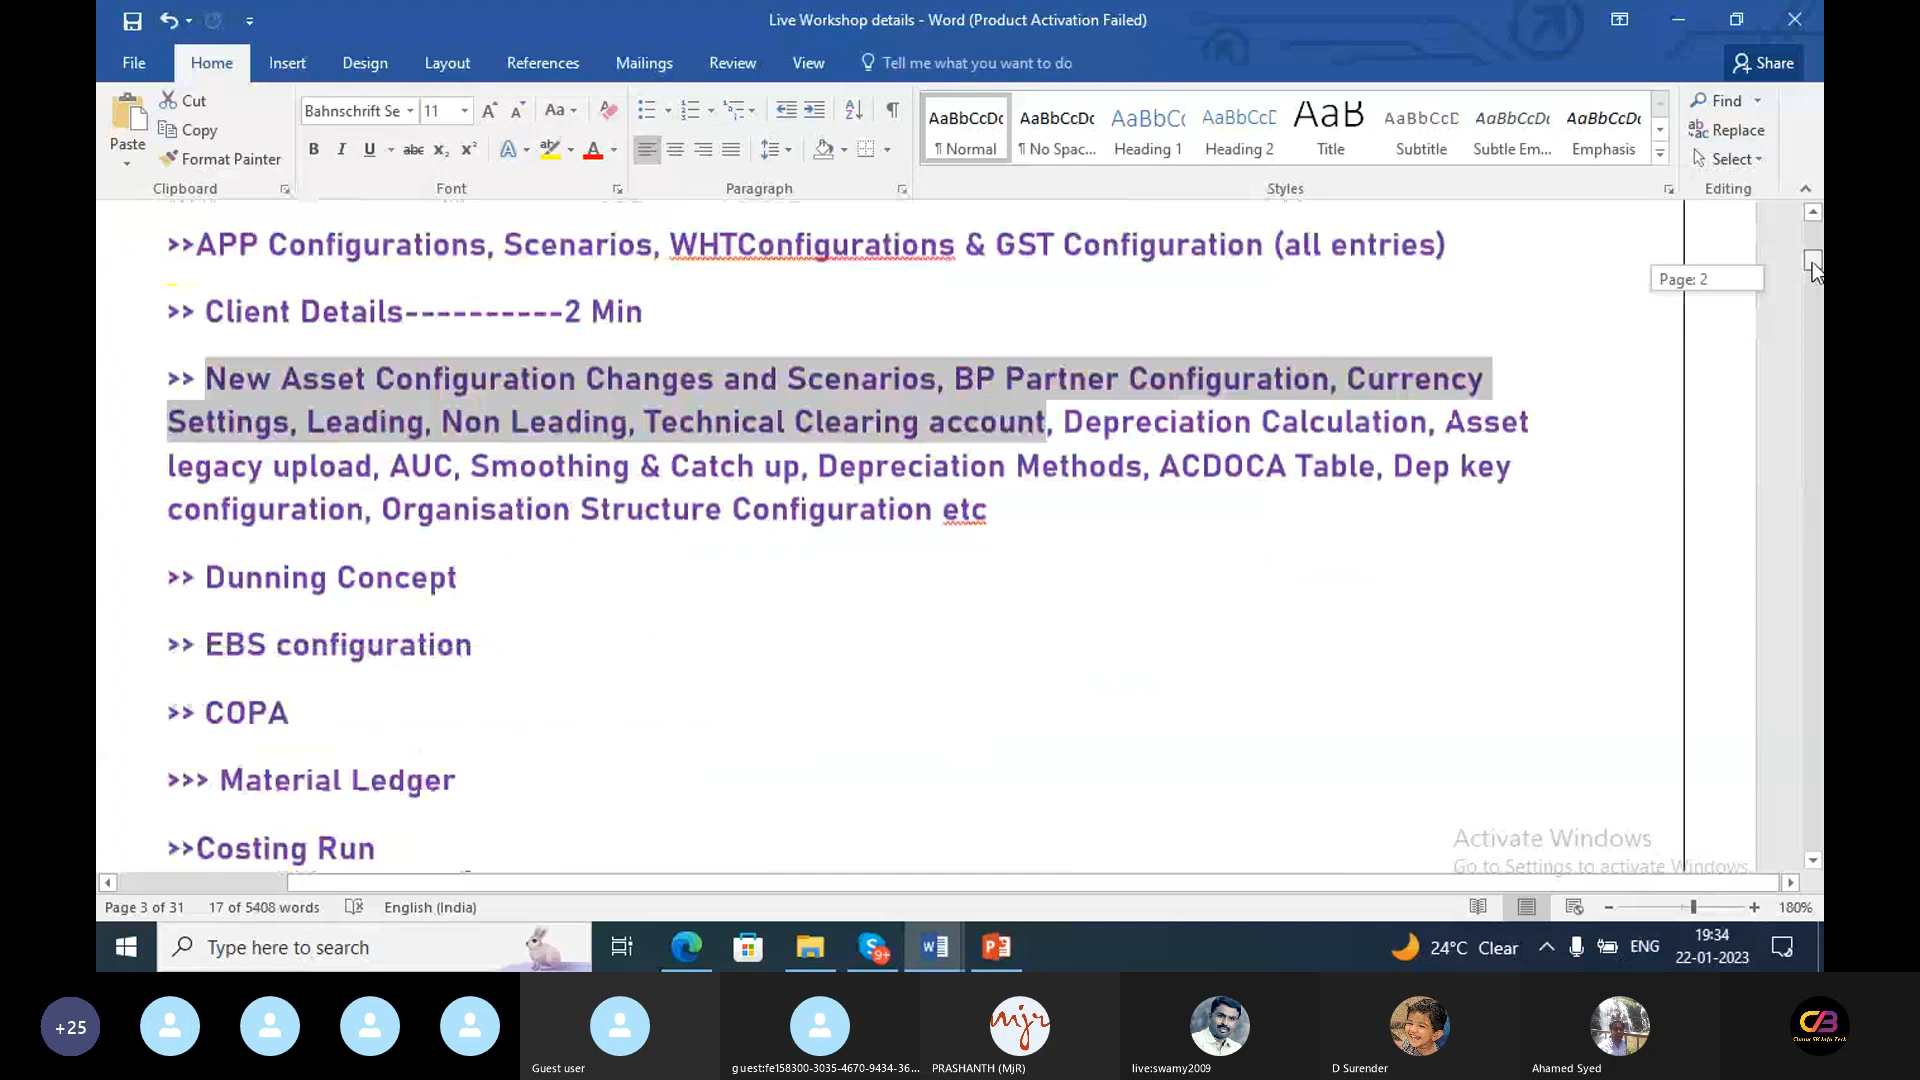 Live Workshop details - Word (Product Activation Failed)
File Home Insert Design Layout References Mailings Review View Tell me what you want to do Share
Paste
Cut
Copy
Format Painter
Clipboard
Bahnschrift Se 11
Font
Paragraph
AaBbCcDc AaBbCcDc AaBbC AaBbCcE AaB AaBbCcD AaBbCcDc AaBbCcDc
¶ Normal ¶ No Spac... Heading 1 Heading 2 Title Subtitle Subtle Em... Emphasis
Styles
Find
Replace
Select
Editing
>>APP Configurations, Scenarios, WHTConfigurations & GST Configuration (all entries)
Page: 2
>> Client Details----------2 Min
>> New Asset Configuration Changes and Scenarios, BP Partner Configuration, Currency
Settings, Leading, Non Leading, Technical Clearing account, Depreciation Calculation, Asset
legacy upload, AUC, Smoothing & Catch up, Depreciation Methods, ACDOCA Table, Dep key
configuration, Organisation Structure Configuration etc
>> Dunning Concept
>> EBS configuration
>> COPA
>>> Material Ledger
>>Costing Run
Activate Windows
Go to Settings to activate Windows.
Page 3 of 31 17 of 5408 words English (India) 180%
Type here to search
9+
24°C Clear ENG
19:34
22-01-2023
+25
Guest user
guest:fe158300-3035-4670-9434-36...
PRASHANTH (MJR)
live:swamy2009
D Surender
Ahamed Syed